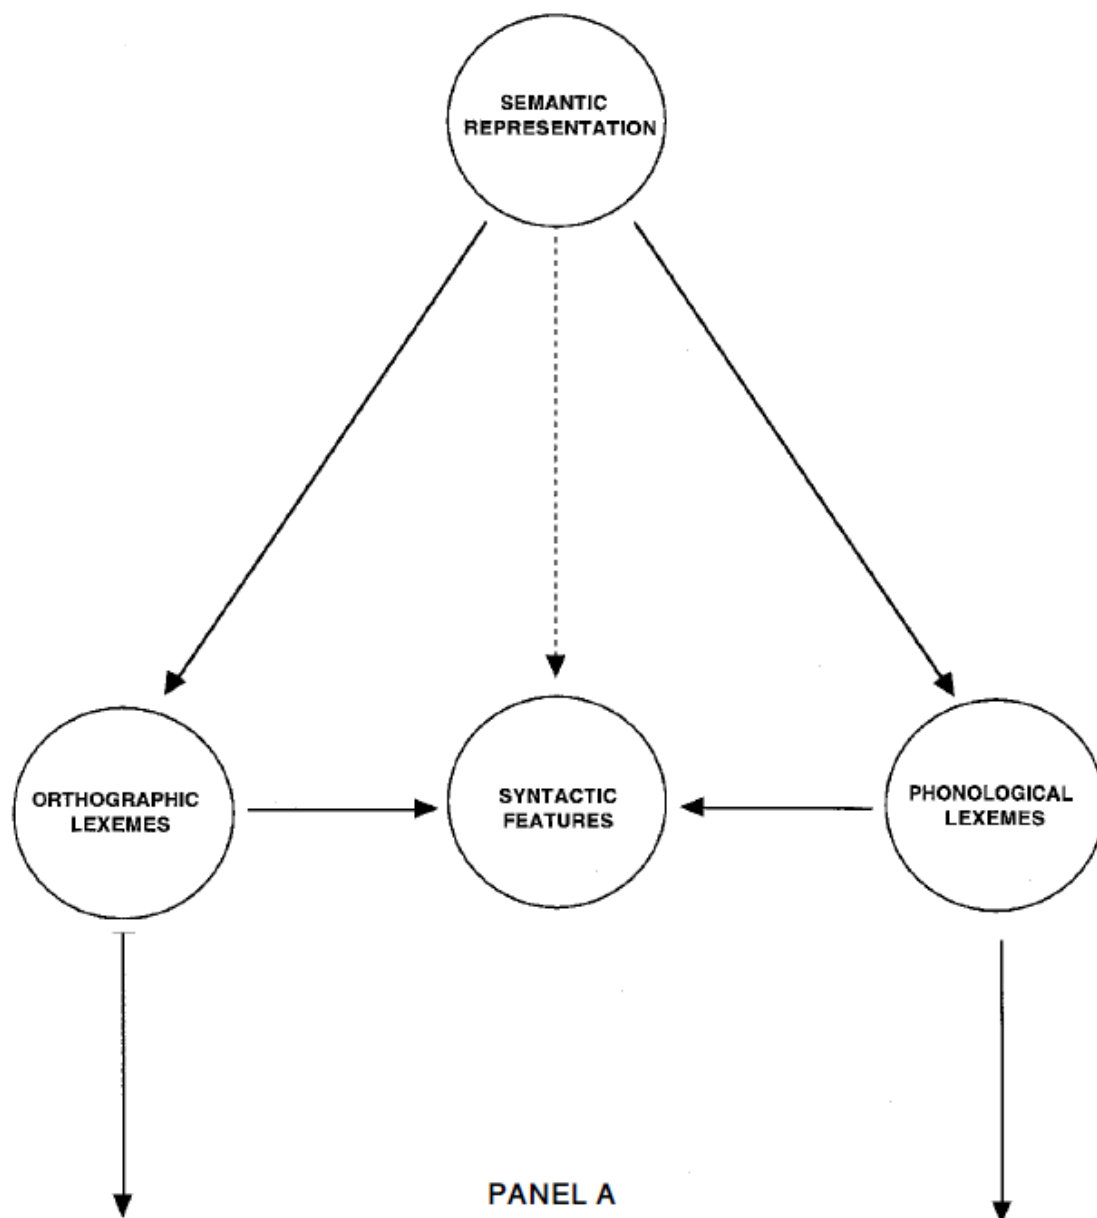 SEMANTIC
REPRESENTATION
ORTHOGRAPHIC
LEXEMES
SYNTACTIC
FEATURES
PHONOLOGICAL
LEXEMES
PANEL A